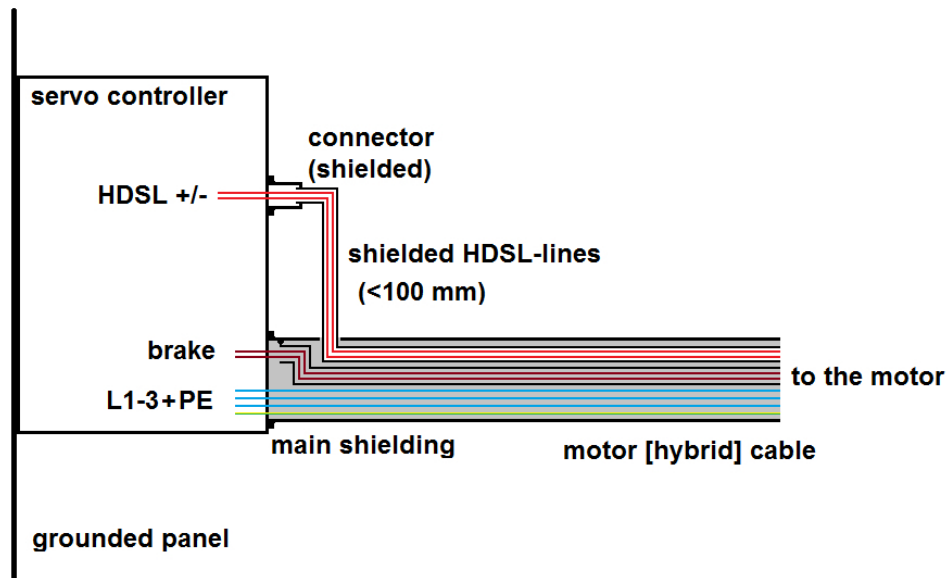 servo controller
connector
(shielded)
HDSL +/-
shielded HDSL-lines
(<100 mm)
brake
to the motor
L1-3+PE
main shielding
motor [hybrid] cable
grounded panel